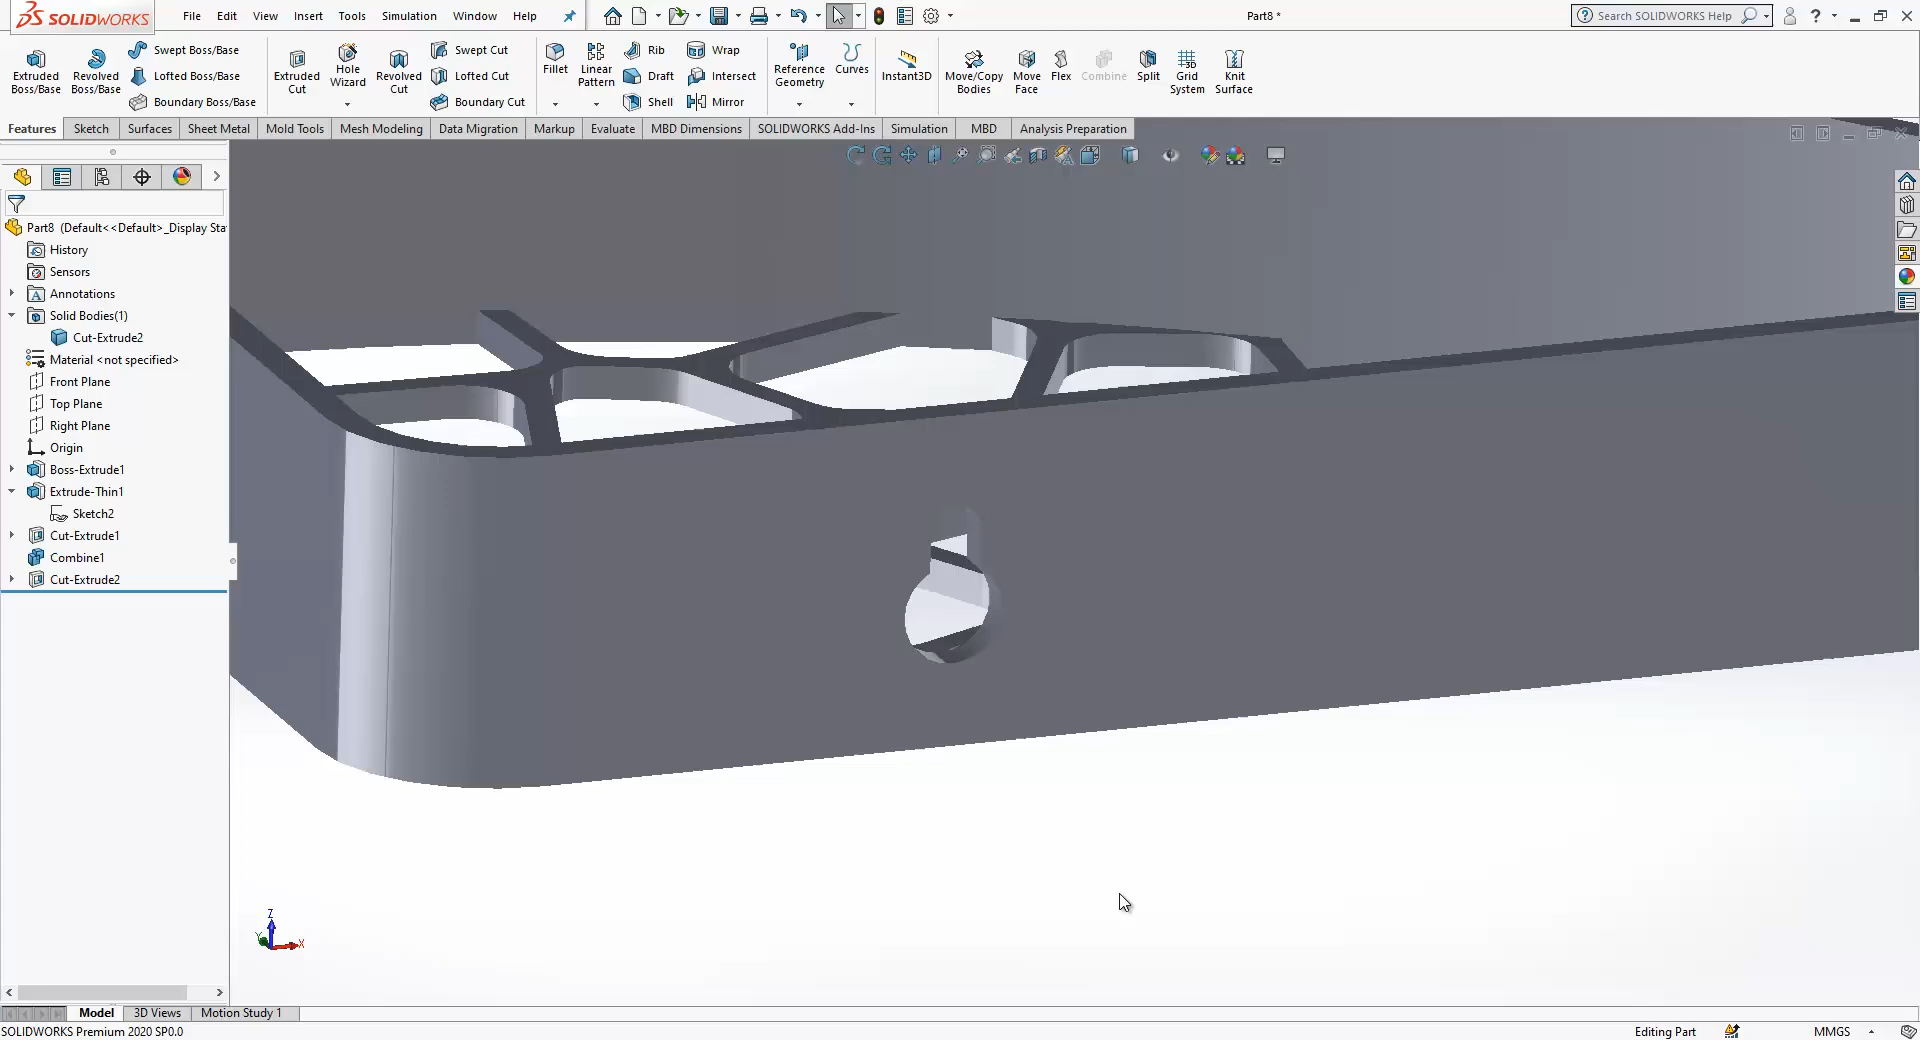 SOLIDWORKS File Edit View Insert Tools Simulation Window Help Part8 * Search SOLIDWORKS Help
Extruded Boss/Base
Revolved Boss/Base
Swept Boss/Base
Lofted Boss/Base
Boundary Boss/Base
Extruded Cut
Hole Wizard
Revolved Cut
Swept Cut
Lofted Cut
Boundary Cut
Fillet
Linear Pattern
Rib
Draft
Shell
Wrap
Intersect
Mirror
Reference Geometry
Curves
Instant3D
Move/Copy Bodies
Move Face
Flex
Combine
Split
Grid System
Knit Surface
Features Sketch Surfaces Sheet Metal Mold Tools Mesh Modeling Data Migration Markup Evaluate MBD Dimensions SOLIDWORKS Add-Ins Simulation MBD Analysis Preparation
Part8 (Default<<Default>_Display Sta
History
Sensors
Annotations
Solid Bodies(1)
Cut-Extrude2
Material <not specified>
Front Plane
Top Plane
Right Plane
Origin
Boss-Extrude1
Extrude-Thin1
Sketch2
Cut-Extrude1
Combine1
Cut-Extrude2
Z
Y
X
Model 3D Views Motion Study 1
SOLIDWORKS Premium 2020 SP0.0 Editing Part MMGS